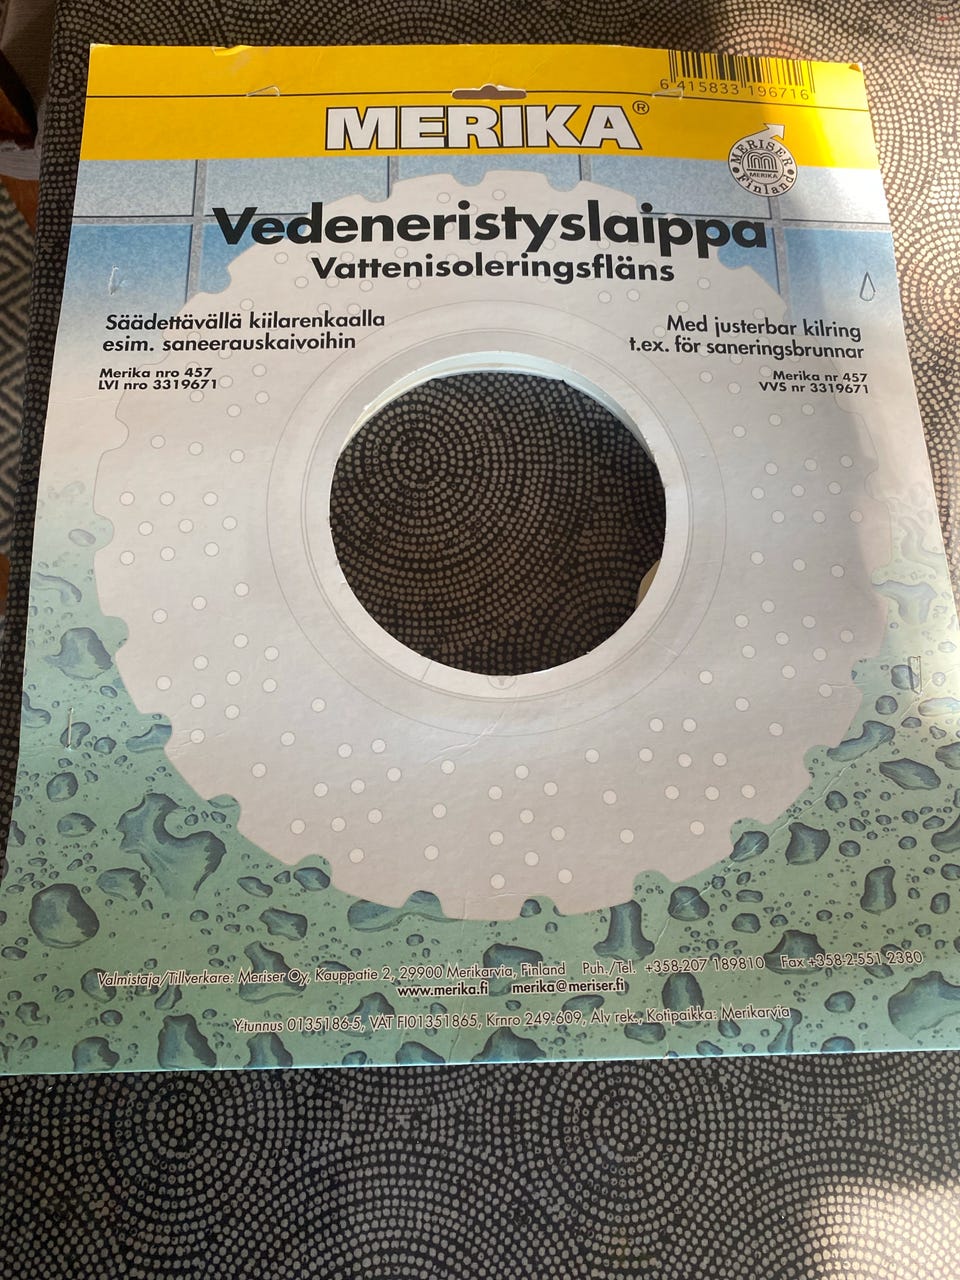 6 415833 196716
MERIKA®
MERISER
MERIKA
Finland
Vedeneristyslaippa
Vattenisoleringsfläns
Säädettävällä kiilarenkaalla
esim. saneerauskaivoihin
Merika nro 457
LVI nro 3319671
Med justerbar kilring
t.ex. för saneringsbrunnar
Merika nr 457
VVS nr 3319671
Valmistaja/Tillverkare: Meriser Oy, Kauppatie 2, 29900 Merikarvia, Finland Puh./Tel. +358-207 189810 Fax +358-2-551 2380
www.merika.fi merika@meriser.fi
Y-tunnus 0135186-5, VAT FI01351865, Krnro 249.609, Alv rek., Kotipaikka: Merikarvia